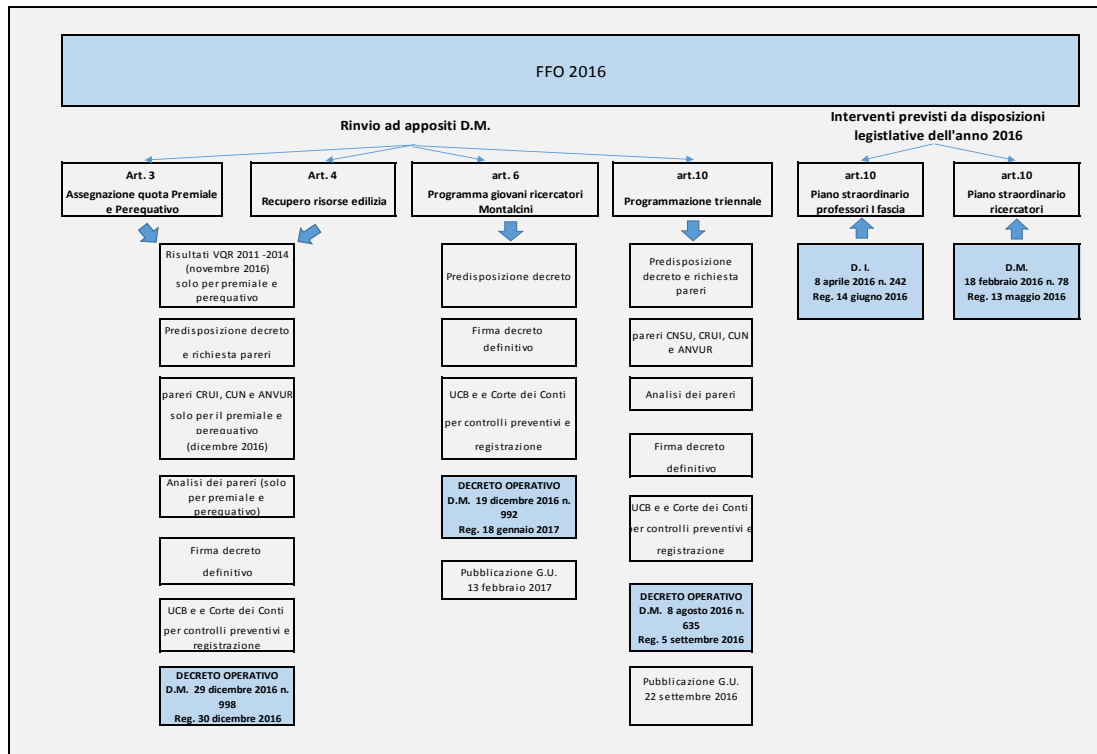 FFO 2016
Rinvio ad appositi D.M.
Interventi previsti da disposizioni
legistlative dell'anno 2016
Art. 3
Assegnazione quota Premiale
e Perequativo
Art. 4
Recupero risorse edilizia
art. 6
Programma giovani ricercatori
Montalcini
art.10
Programmazione triennale
art.10
Piano straordinario
professori I fascia
art.10
Piano straordinario
ricercatori
Risultati VQR 2011 -2014
(novembre 2016)
solo per premiale e
perequativo
Predisposizione decreto
e richiesta pareri
pareri CRUI, CUN e ANVUR
solo per il premiale e
perequativo
(dicembre 2016)
Analisi dei pareri (solo
per premiale e
perequativo)
Firma decreto
definitivo
UCB e e Corte dei Conti
per controlli preventivi e
registrazione
DECRETO OPERATIVO
D.M. 29 dicembre 2016 n.
998
Reg. 30 dicembre 2016
Predisposizione decreto
Firma decreto
definitivo
UCB e e Corte dei Conti
per controlli preventivi e
registrazione
DECRETO OPERATIVO
D.M. 19 dicembre 2016 n.
992
Reg. 18 gennaio 2017
Pubblicazione G.U.
13 febbraio 2017
Predisposizione
decreto e richiesta
pareri
pareri CNSU, CRUI, CUN
e ANVUR
Analisi dei pareri
Firma decreto
definitivo
UCB e e Corte dei Conti
per controlli preventivi e
registrazione
DECRETO OPERATIVO
D.M. 8 agosto 2016 n.
635
Reg. 5 settembre 2016
Pubblicazione G.U.
22 settembre 2016
D. I.
8 aprile 2016 n. 242
Reg. 14 giugno 2016
D.M.
18 febbraio 2016 n. 78
Reg. 13 maggio 2016